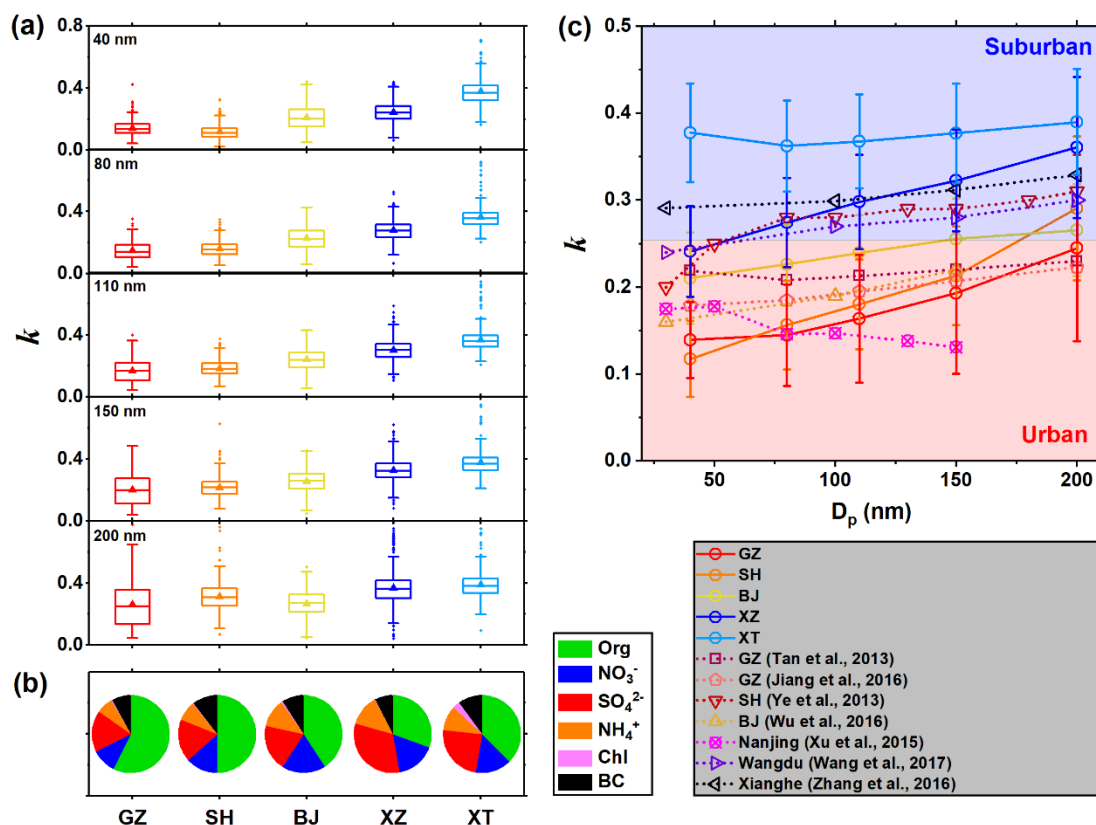 (a)
40 nm
0.4
0.0
80 nm
0.4
0.0
110 nm
0.4
0.0
150 nm
0.4
0.0
200 nm
0.4
0.0
k
(b)
GZ SH BJ XZ XT
Org
NO₃⁻
SO₄²⁻
NH₄⁺
Chl
BC
(c)
Suburban
Urban
0.5
0.4
0.3
0.2
0.1
0.0
k
50 100 150 200
Dₚ (nm)
GZ
SH
BJ
XZ
XT
GZ (Tan et al., 2013)
GZ (Jiang et al., 2016)
SH (Ye et al., 2013)
BJ (Wu et al., 2016)
Nanjing (Xu et al., 2015)
Wangdu (Wang et al., 2017)
Xianghe (Zhang et al., 2016)